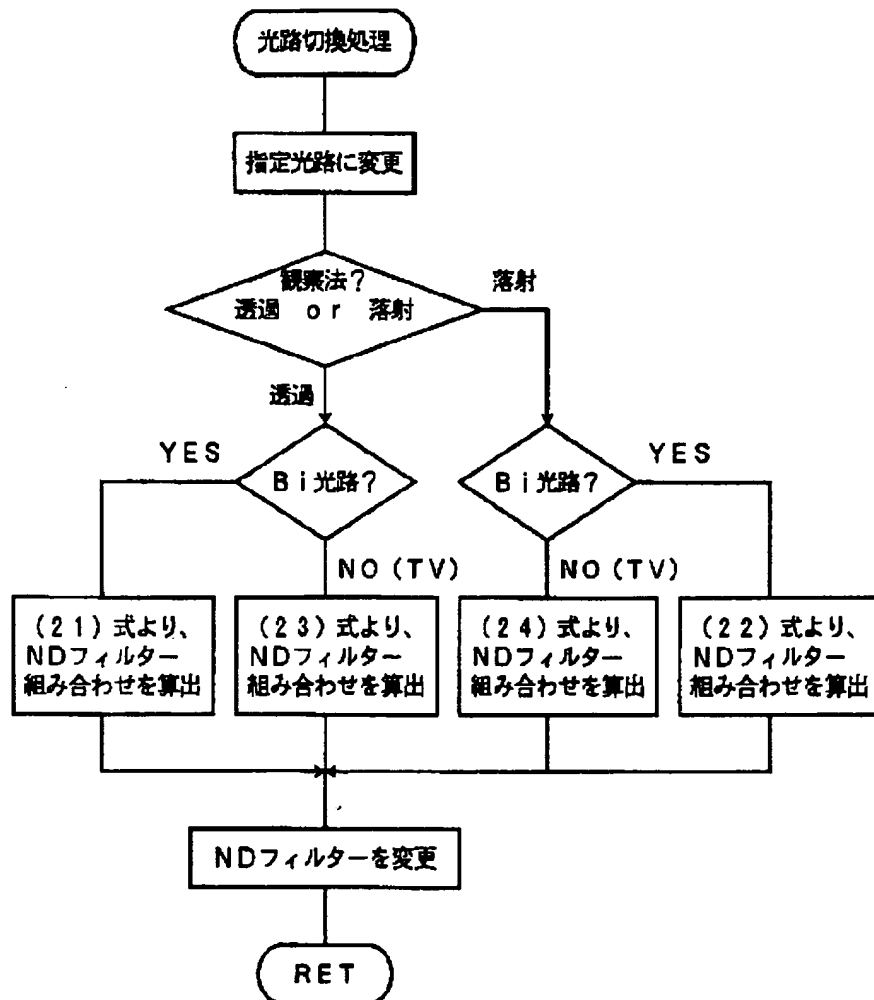 光路切換処理
指定光路に変更
観察法?
透過 or 落射
落射
透過
YES
Bi光路?
Bi光路?
YES
NO(TV)
NO(TV)
(21)式より、
NDフィルター
組み合わせを算出
(23)式より、
NDフィルター
組み合わせを算出
(24)式より、
NDフィルター
組み合わせを算出
(22)式より、
NDフィルター
組み合わせを算出
NDフィルターを変更
RET